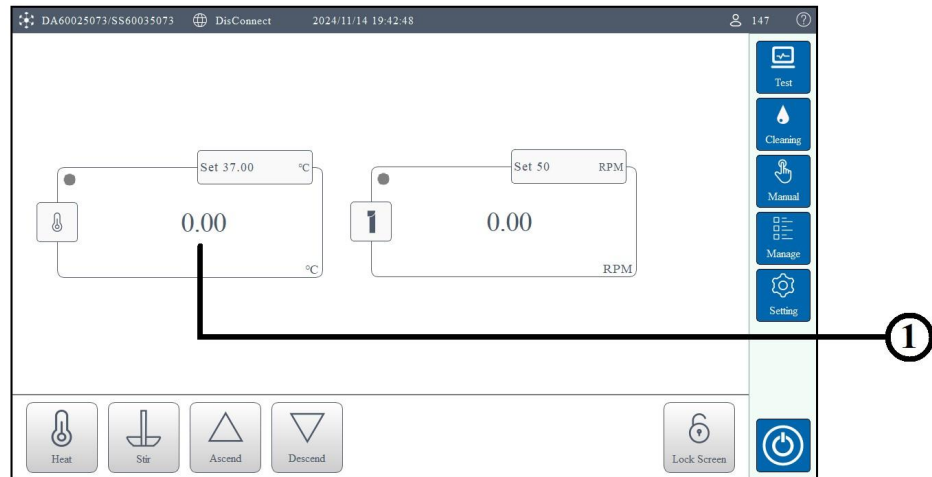 DA60025073/SS60035073 DisConnect 2024/11/14 19:42:48 147 ?
Test
Cleaning
Manual
Manage
Setting
Set 37.00 °C
0.00
°C
Set 50 RPM
1 0.00
RPM
1
Heat Stir Ascend Descend Lock Screen